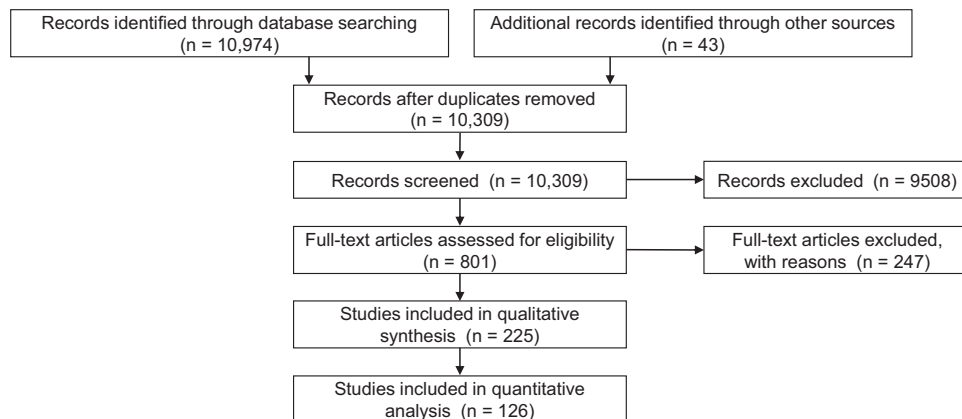 Records identified through database searching
(n = 10,974)
Additional records identified through other sources
(n = 43)
Records after duplicates removed
(n = 10,309)
Records screened (n = 10,309)
Records excluded (n = 9508)
Full-text articles assessed for eligibility
(n = 801)
Full-text articles excluded,
with reasons (n = 247)
Studies included in qualitative
synthesis (n = 225)
Studies included in quantitative
analysis (n = 126)